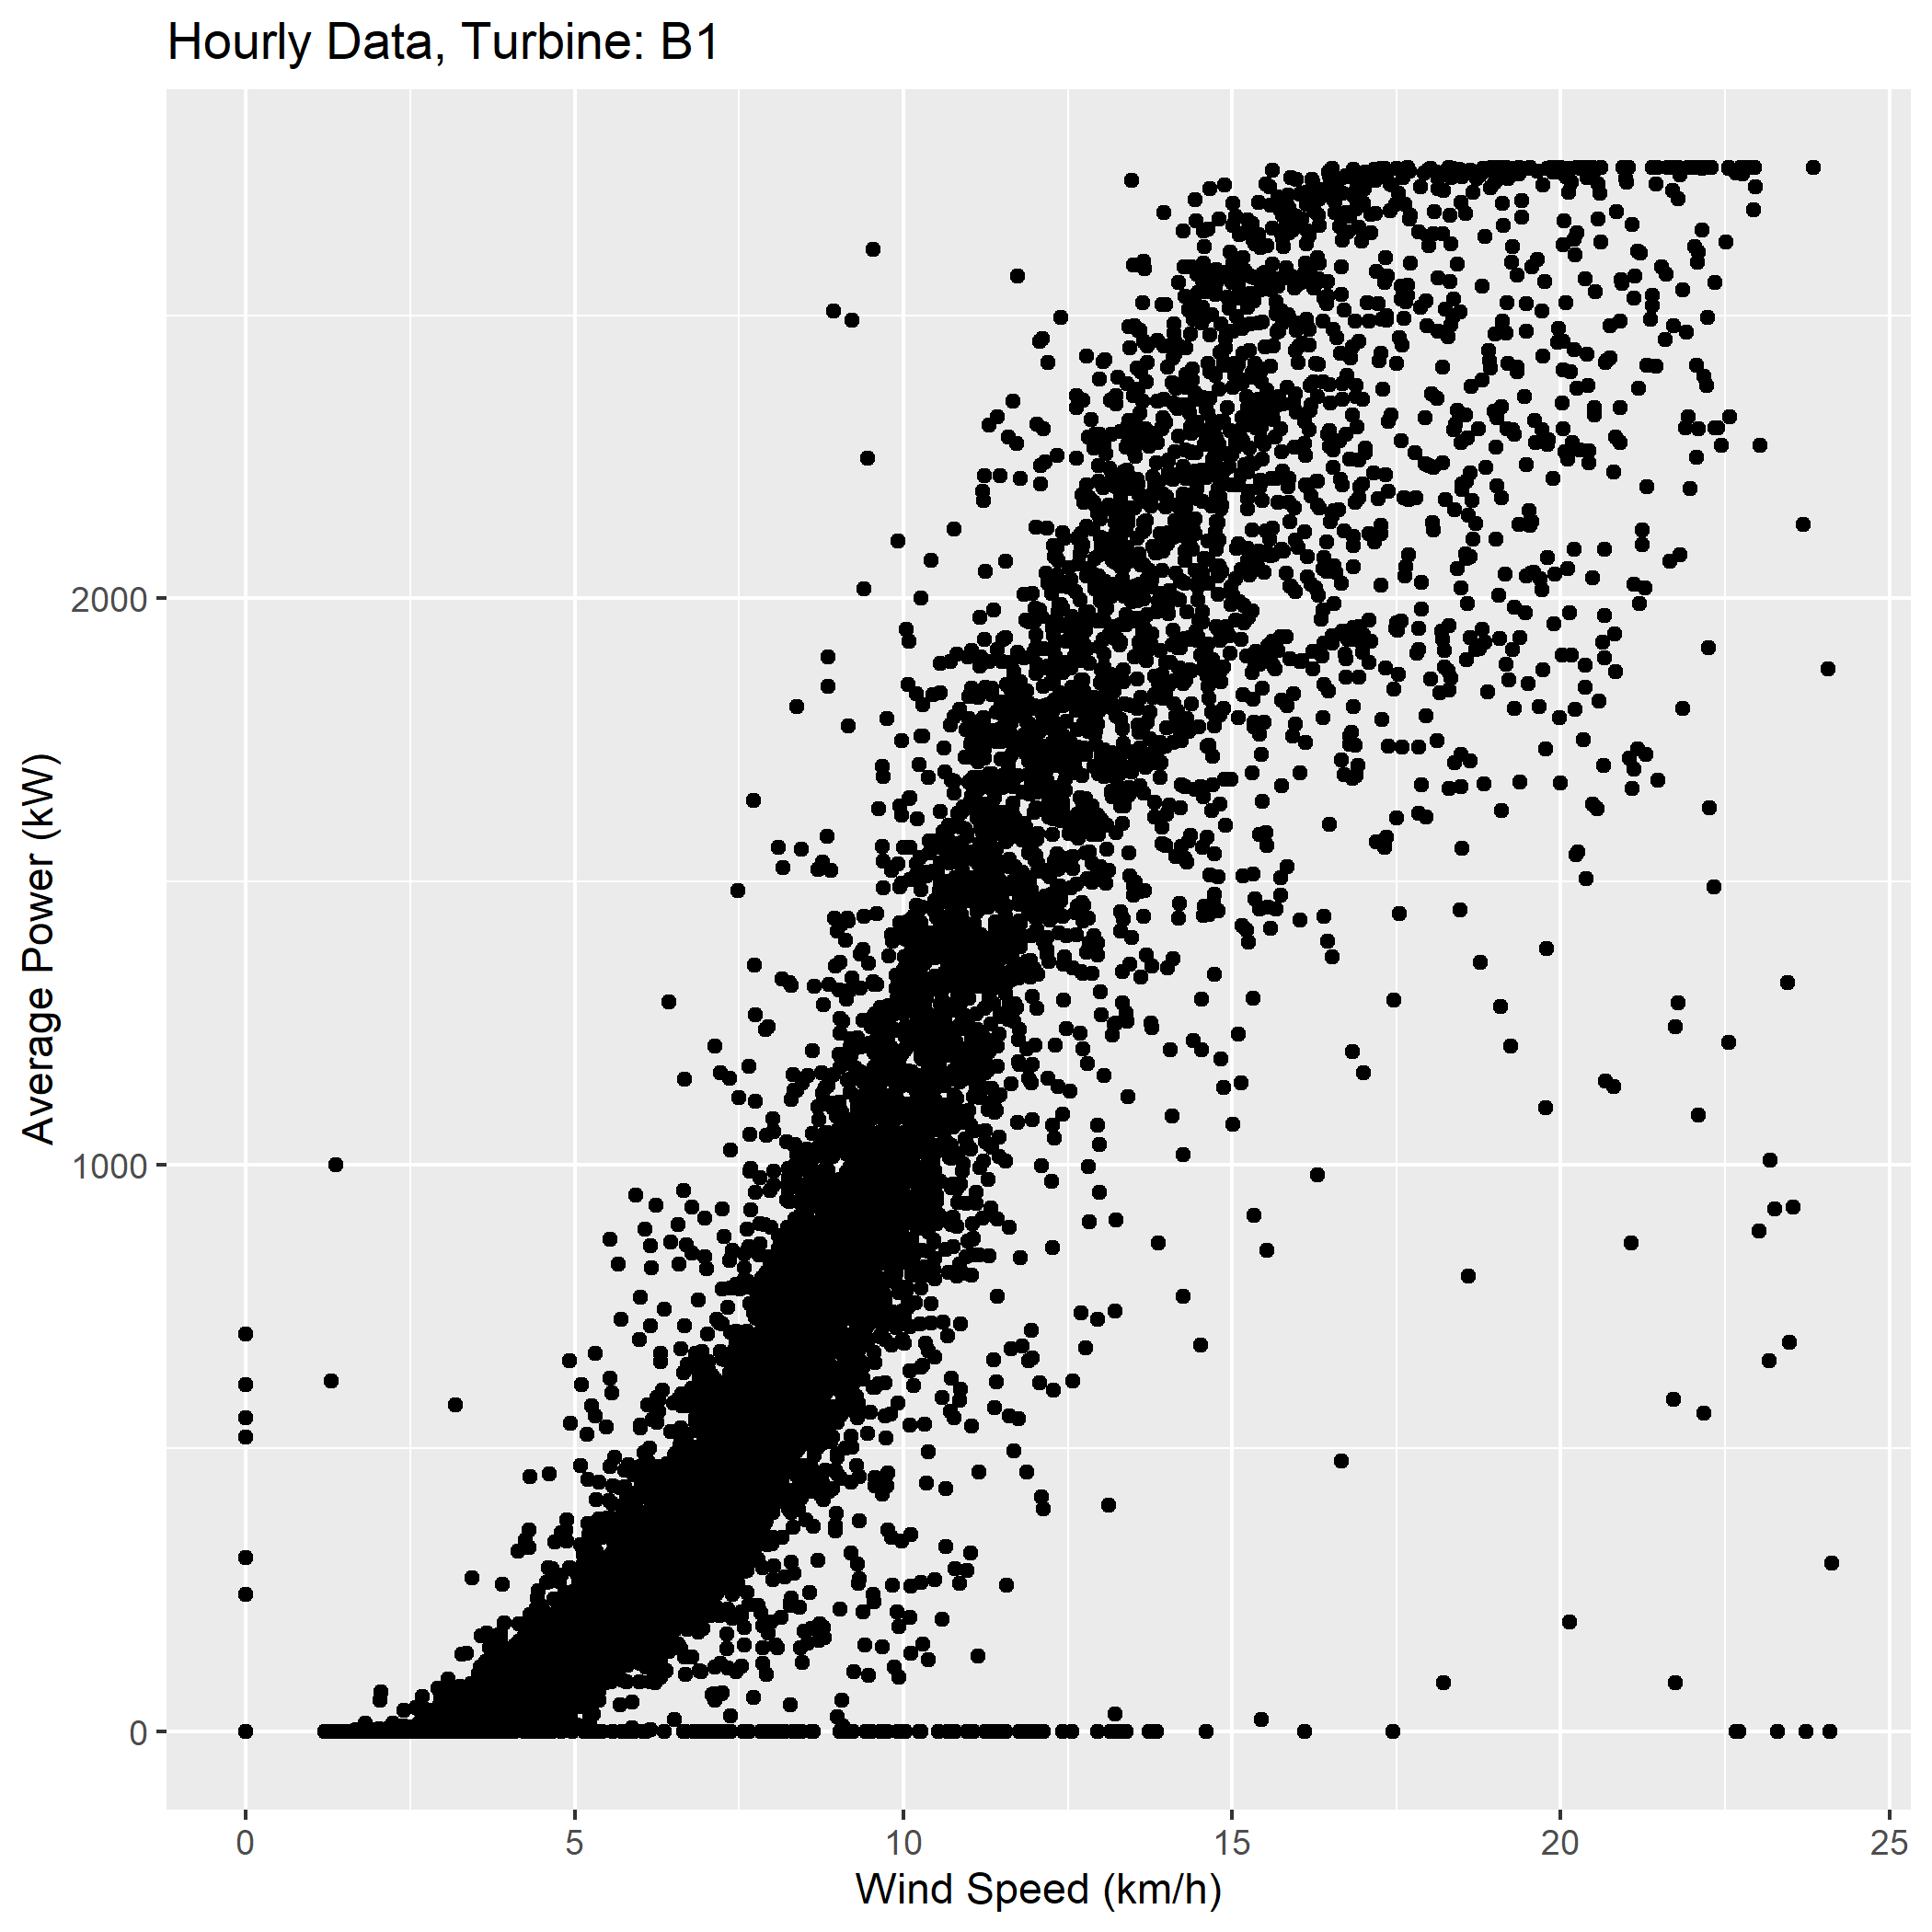 Hourly Data, Turbine: B1
Average Power (kW)
2000
1000
0
0 5 10 15 20 25
Wind Speed (km/h)